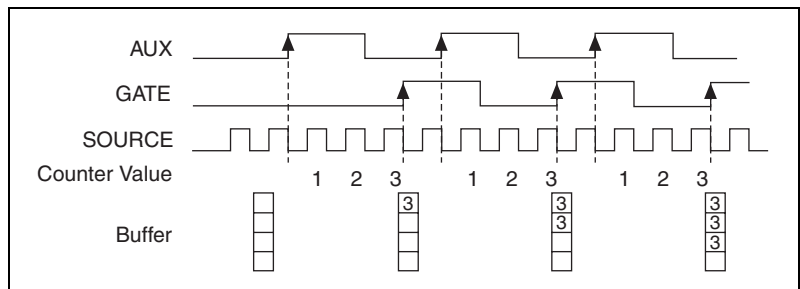 AUX
GATE
SOURCE
Counter Value 1 2 3 1 2 3 1 2 3
Buffer
3 3 3
3 3
3